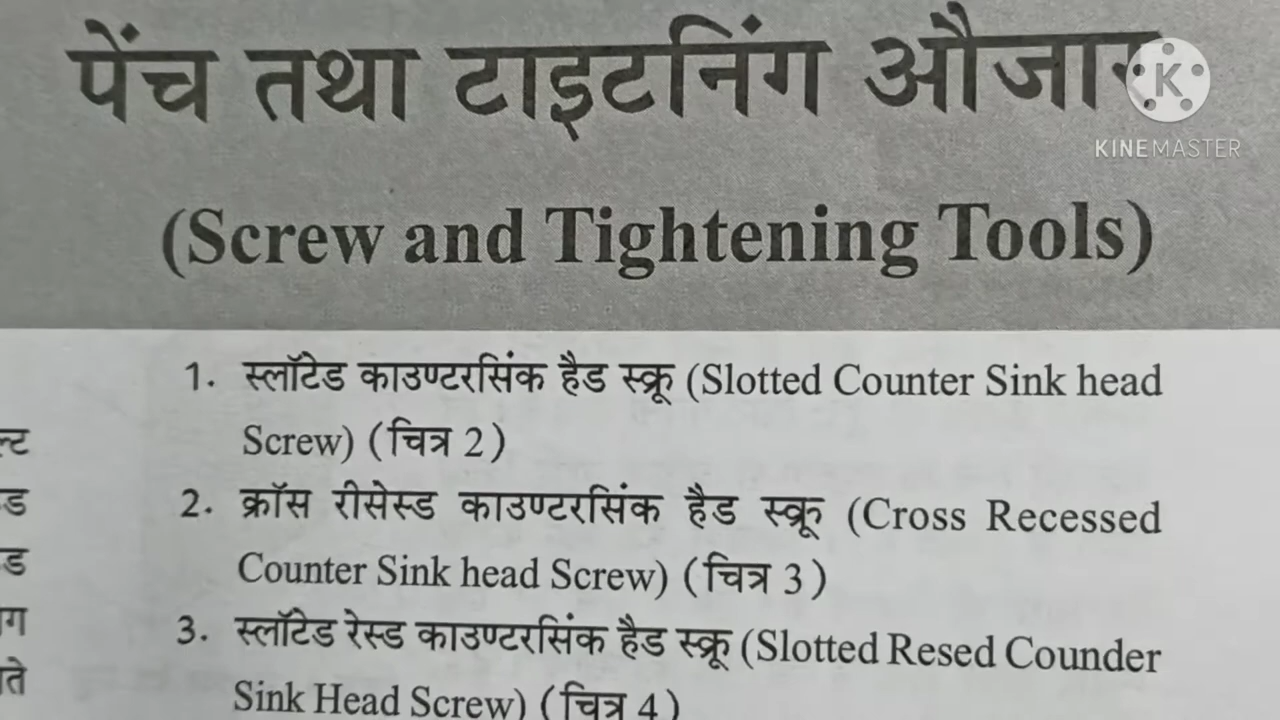 पेंच तथा टाइटनिंग औजार
KINEMASTER
(Screw and Tightening Tools)
1. स्लॉटेड काउण्टरसिंक हैड स्क्रू (Slotted Counter Sink head
Screw) (चित्र 2)
2. क्रॉस रीसेस्ड काउण्टरसिंक हैड स्क्रू (Cross Recessed
Counter Sink head Screw) (चित्र 3)
3. स्लॉटेड रेस्ड काउण्टरसिंक हैड स्क्रू (Slotted Resed Counder
Sink Head Screw) (चित्र 4)